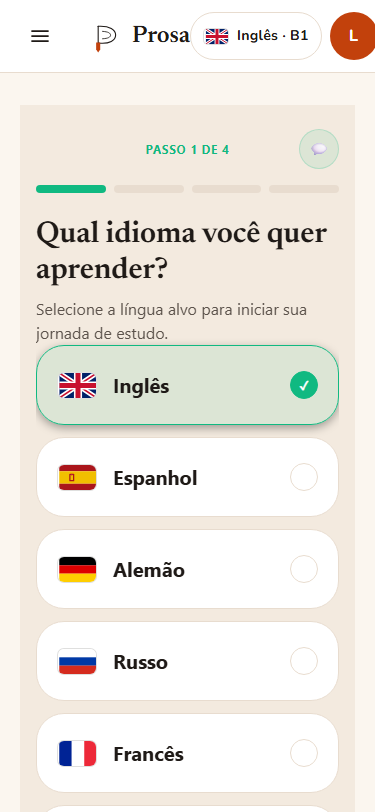 Prosa
Inglês · B1
L
PASSO 1 DE 4
Qual idioma você quer
aprender?
Selecione a língua alvo para iniciar sua
jornada de estudo.
Inglês
Espanhol
Alemão
Russo
Francês